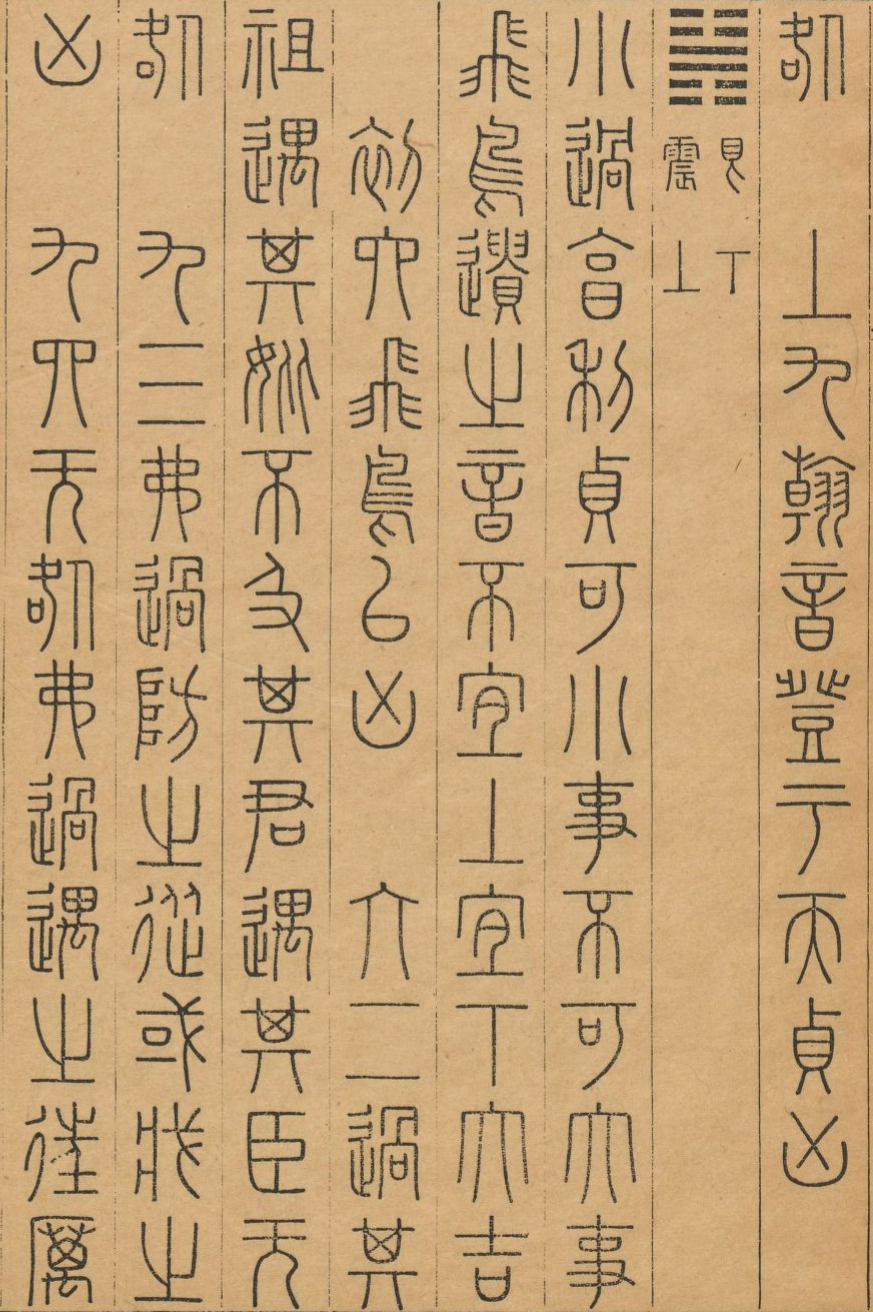 咎 上九翰音登于天貞凶
䷽ 艮下
震上
小過亨利貞可小事不可大事
飛鳥遺之音不宜上宜下大吉
初六飛鳥以凶 六二過其
祖遇其妣不及其君遇其臣无
咎 九三弗過防之從或戕之
凶 九四无咎弗過遇之往厲